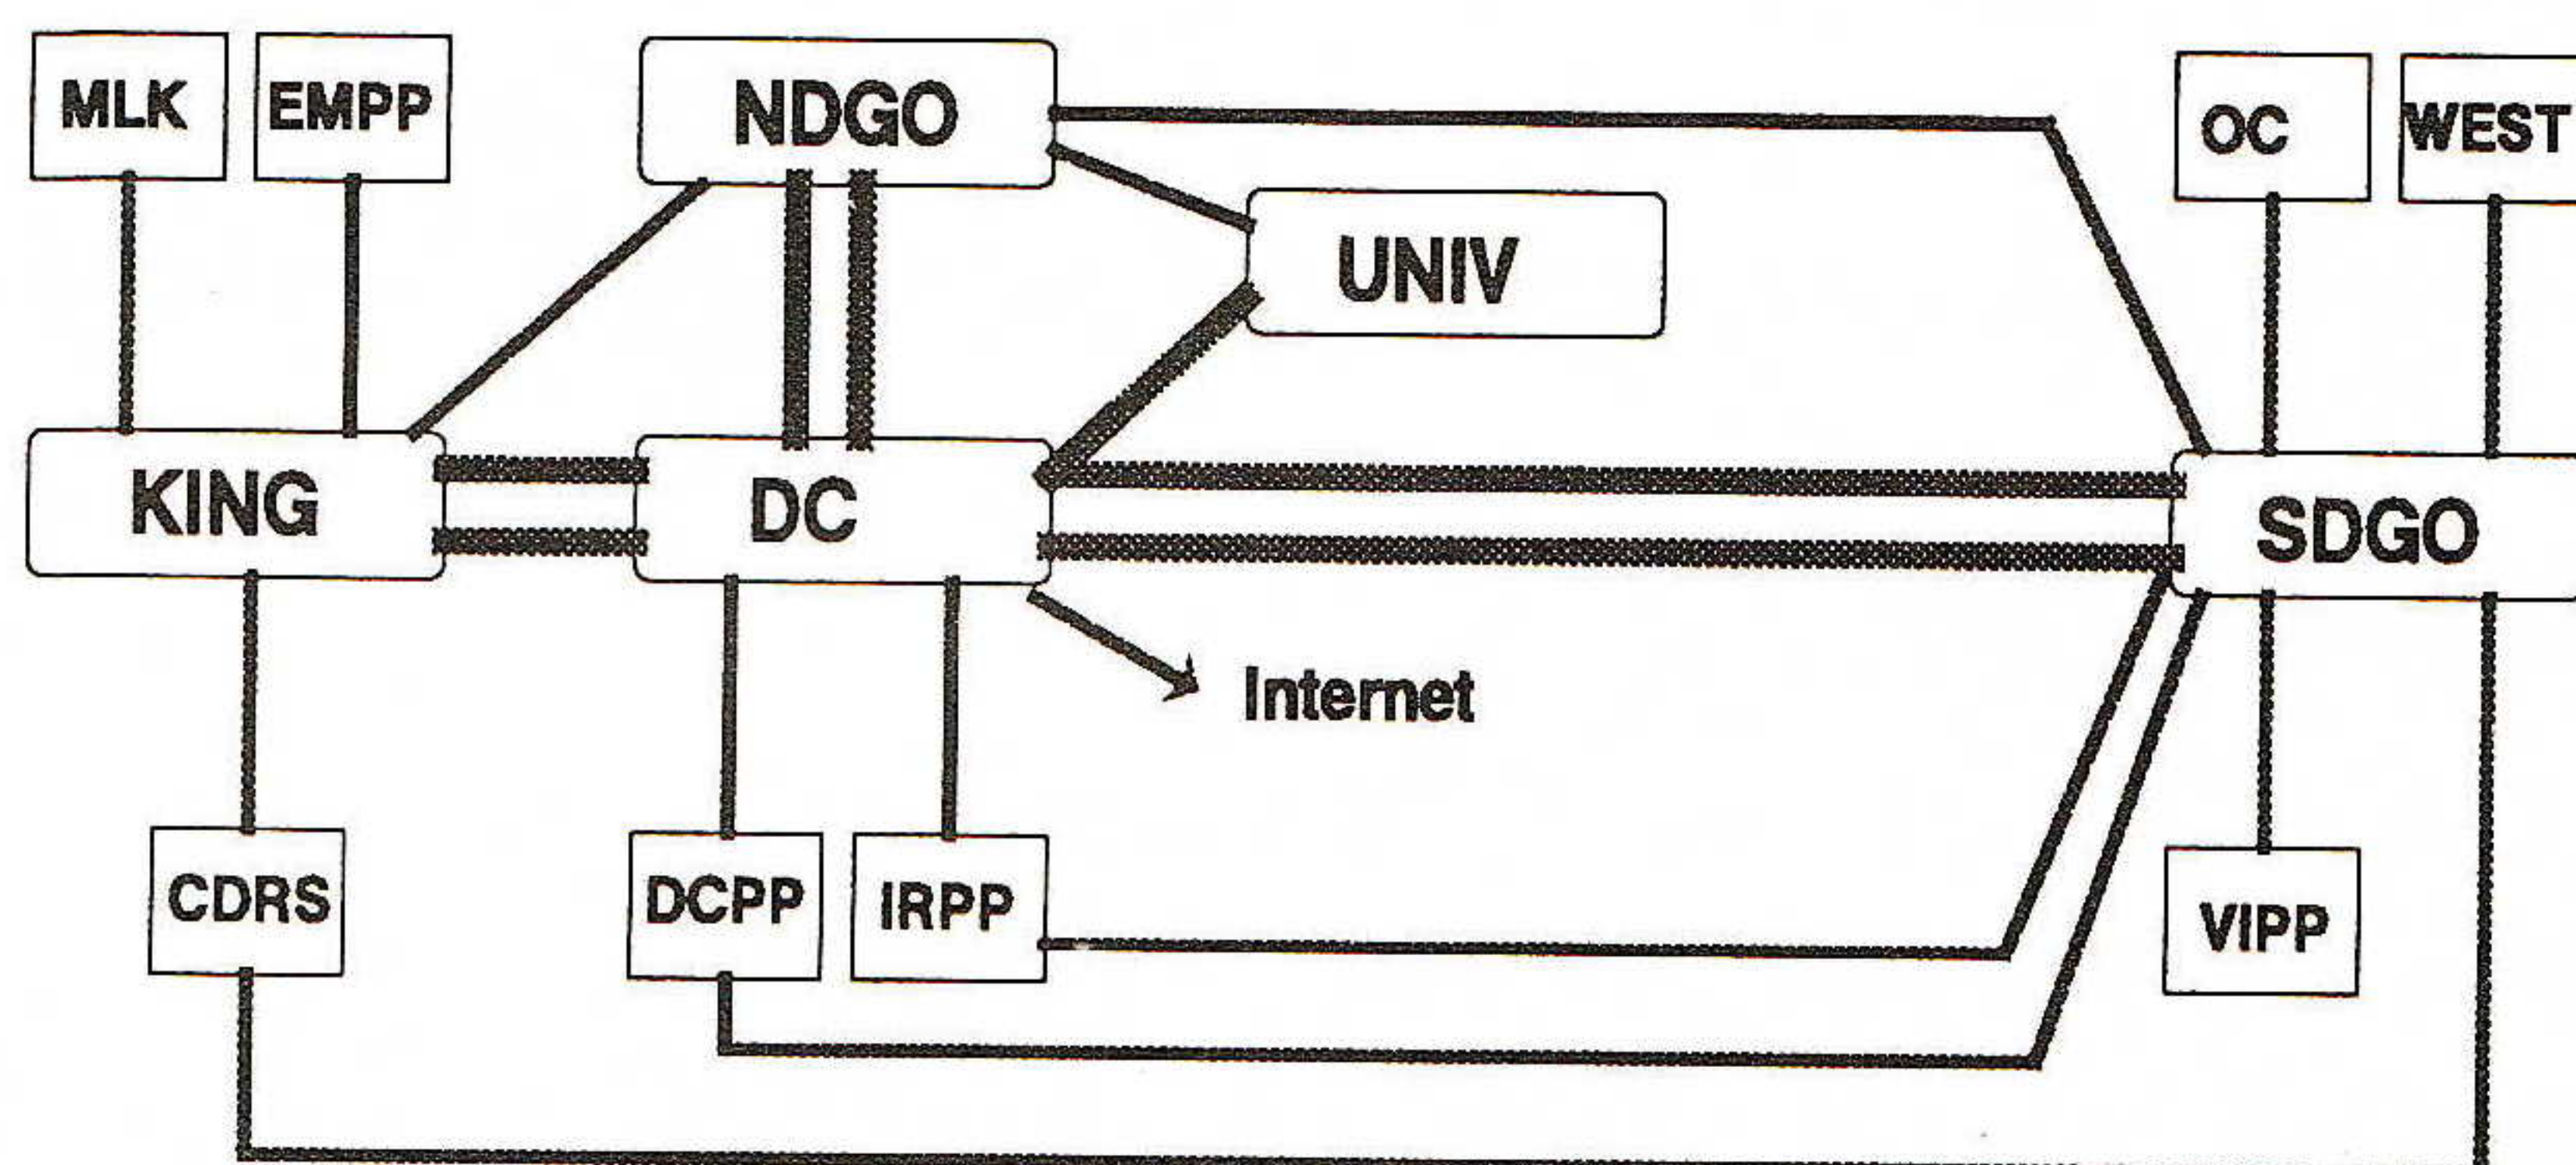 MLK
EMPP
NDGO
OC
WEST
UNIV
KING
DC
SDGO
Internet
CDRS
DCPP
IRPP
VIPP